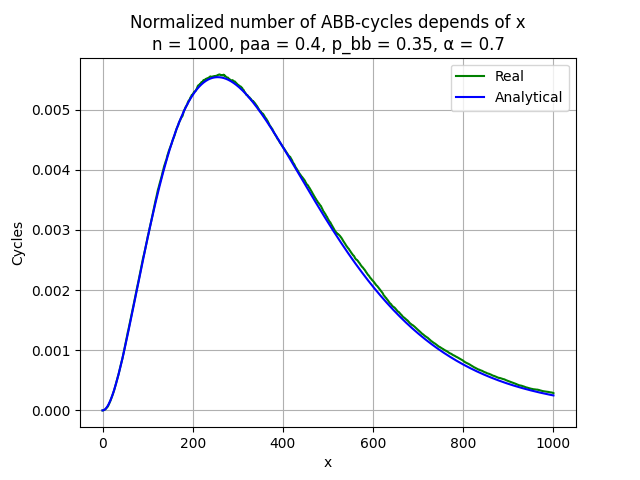 Normalized number of ABB-cycles depends of x
n = 1000, paa = 0.4, p_bb = 0.35, α = 0.7
Real
Analytical
0.005
0.004
0.003
0.002
0.001
0.000
Cycles
0 200 400 600 800 1000
x